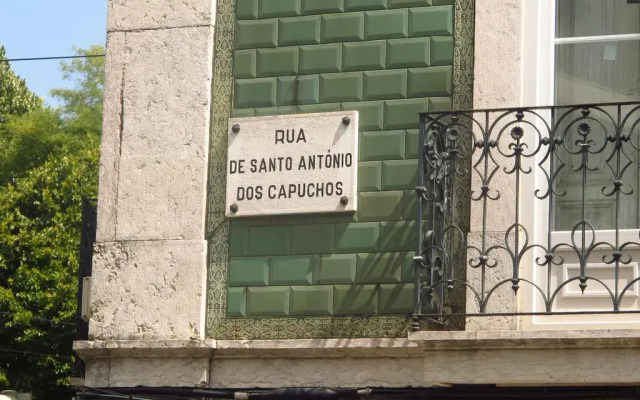 RUA
DE SANTO ANTÓNIO
DOS CAPUCHOS